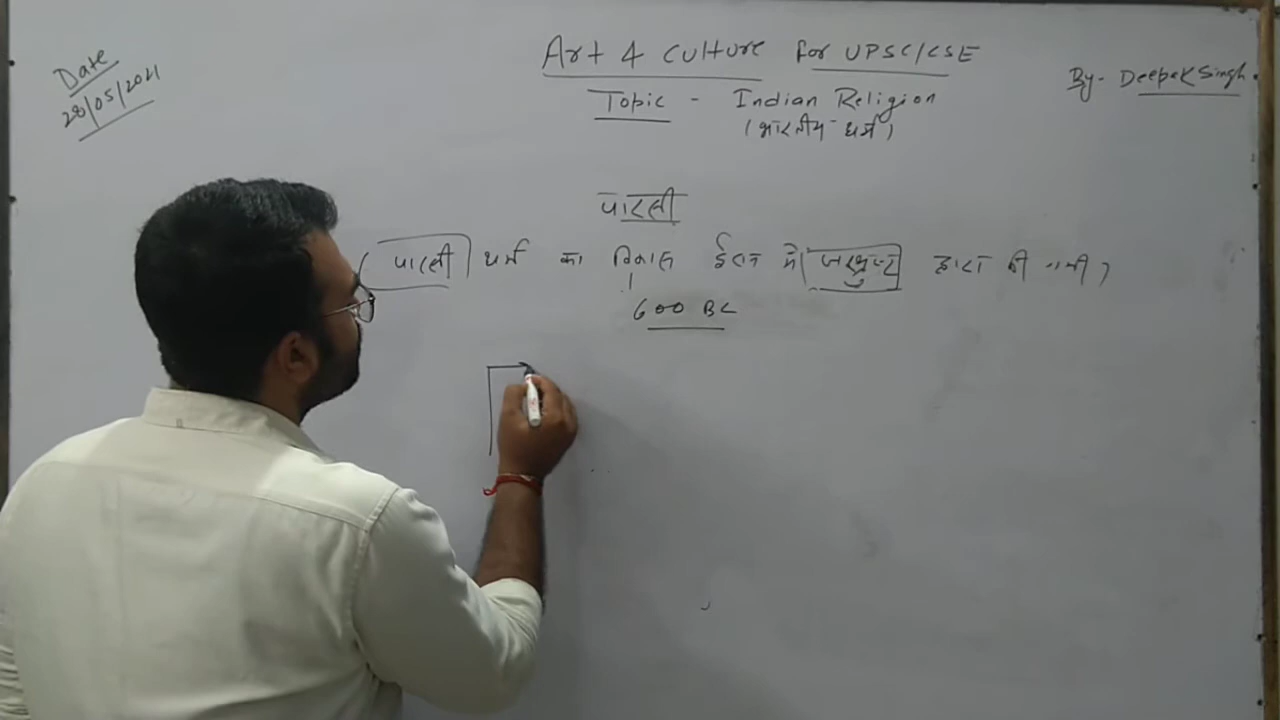 Date
28/05/2021
Art & Culture for UPSC/CSE
By- Deepak Singh.
Topic - Indian Religion
(भारतीय धर्म)
पारसी
पारसी धर्म का विकास ईरान में जरथुष्ट द्वारा की गयी,
600 BC